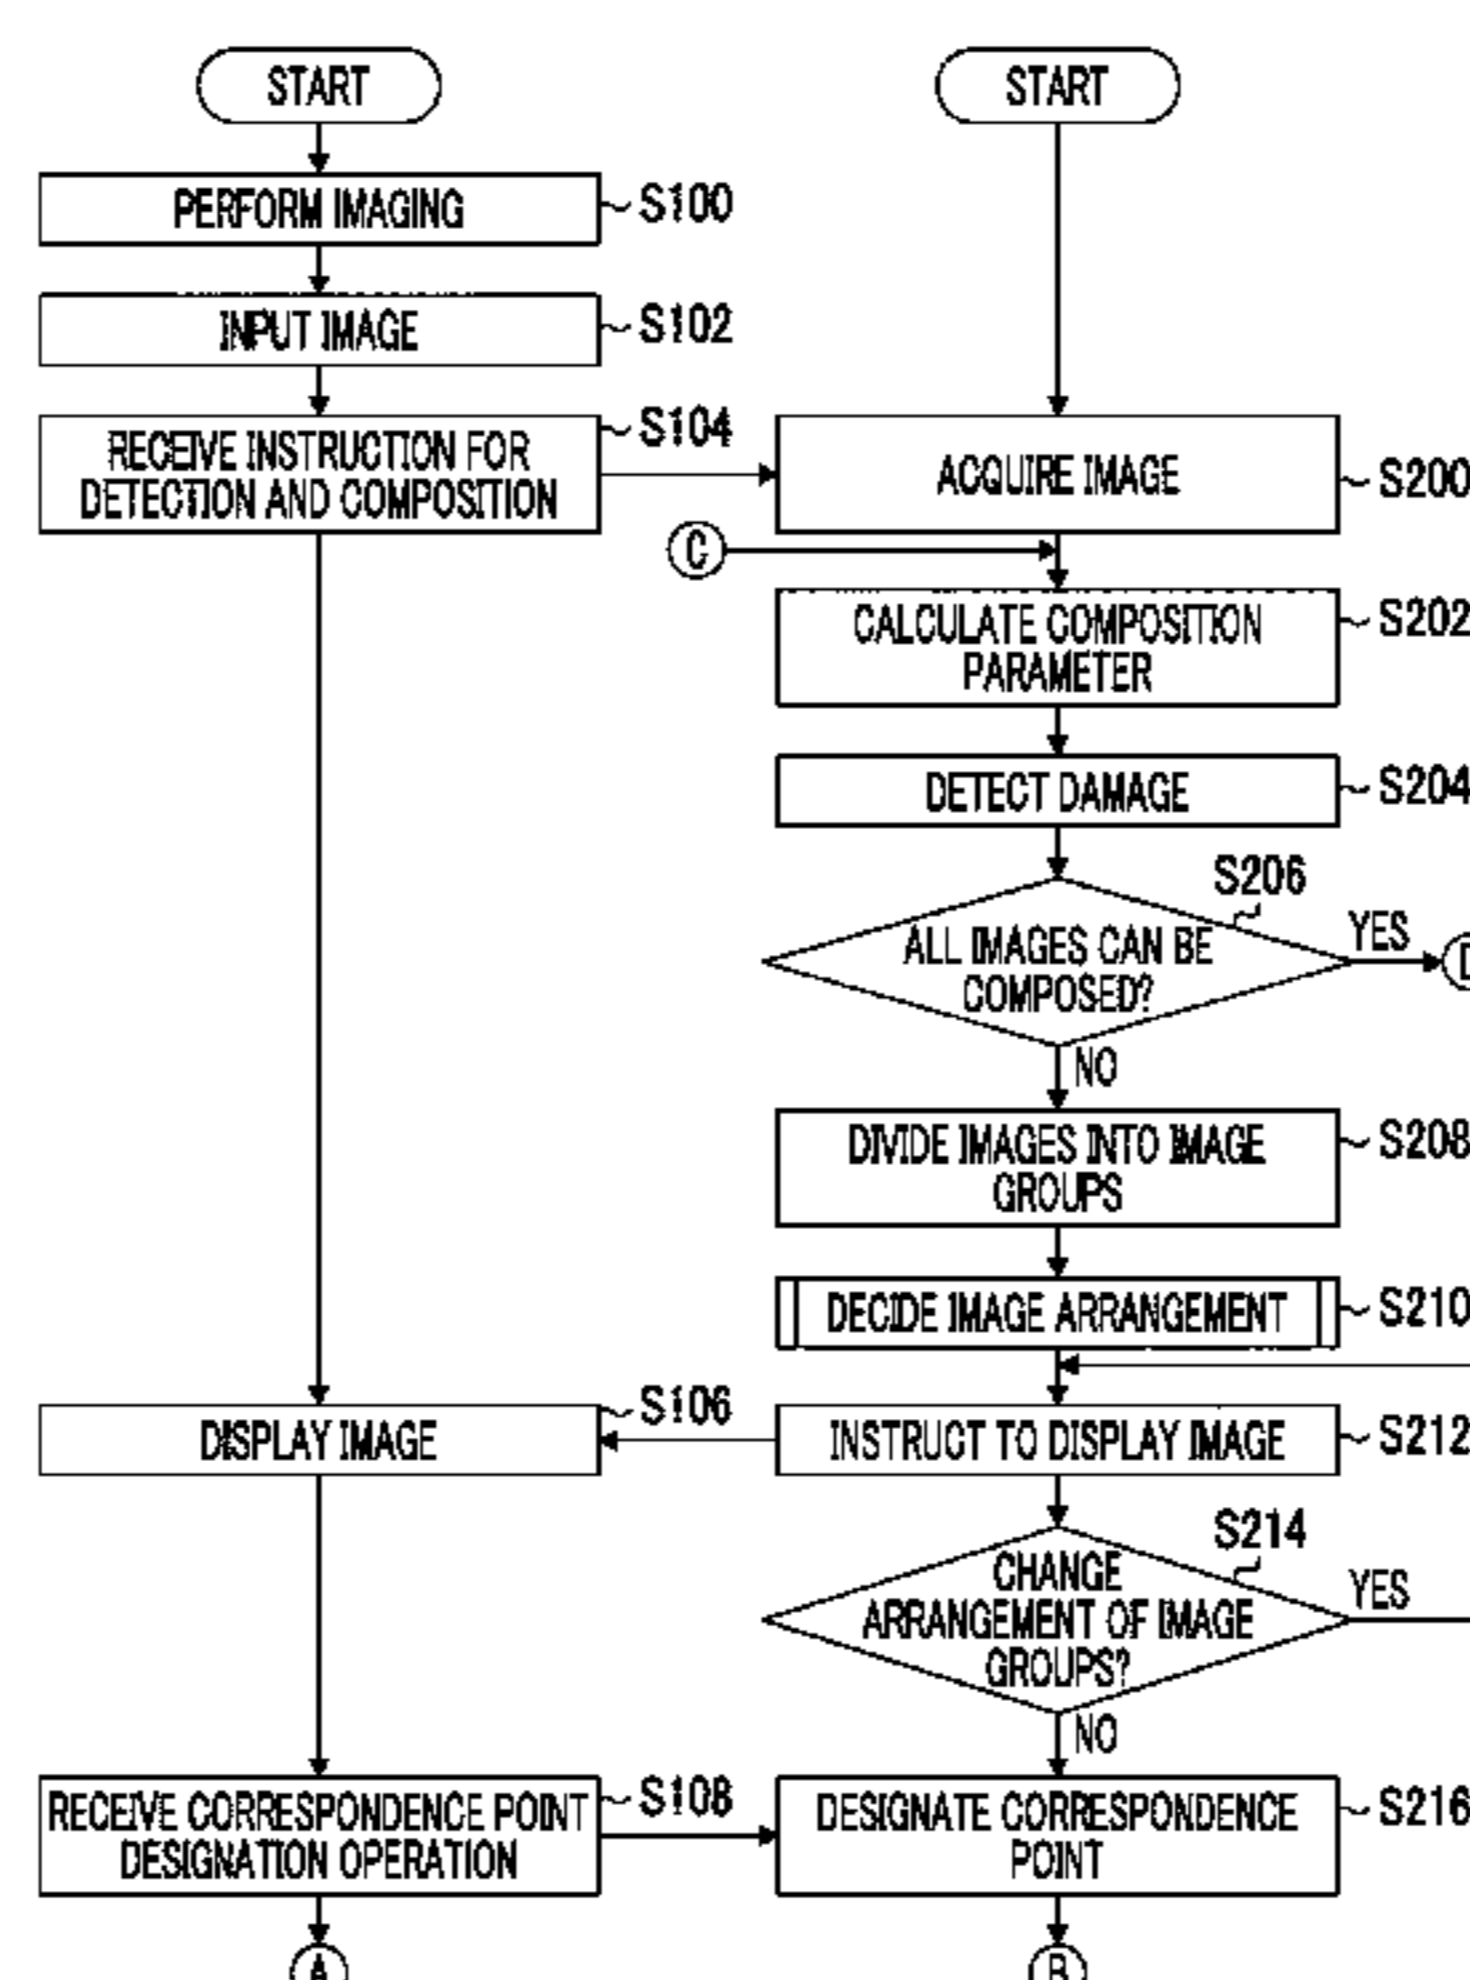 START
PERFORM IMAGING
S100
INPUT IMAGE
S102
RECEIVE INSTRUCTION FOR
DETECTION AND COMPOSITION
S104
DISPLAY IMAGE
S106
RECEIVE CORRESPONDENCE POINT
DESIGNATION OPERATION
S108
A
START
ACQUIRE IMAGE
S200
C
CALCULATE COMPOSITION
PARAMETER
S202
DETECT DAMAGE
S204
S206
ALL IMAGES CAN BE
COMPOSED?
YES
NO
DIVIDE IMAGES INTO IMAGE
GROUPS
S208
DECIDE IMAGE ARRANGEMENT
S210
INSTRUCT TO DISPLAY IMAGE
S212
S214
CHANGE
ARRANGEMENT OF IMAGE
GROUPS?
YES
NO
DESIGNATE CORRESPONDENCE
POINT
S216
B